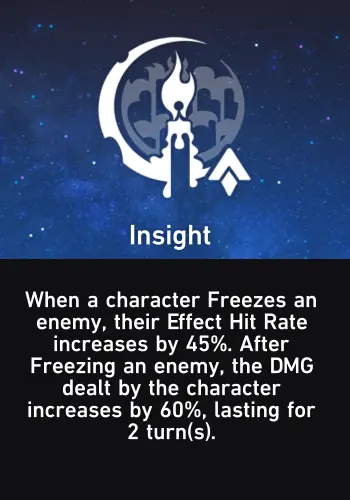 Insight
When a character Freezes an
enemy, their Effect Hit Rate
increases by 45%. After
Freezing an enemy, the DMG
dealt by the character
increases by 60%, lasting for
2 turn(s).